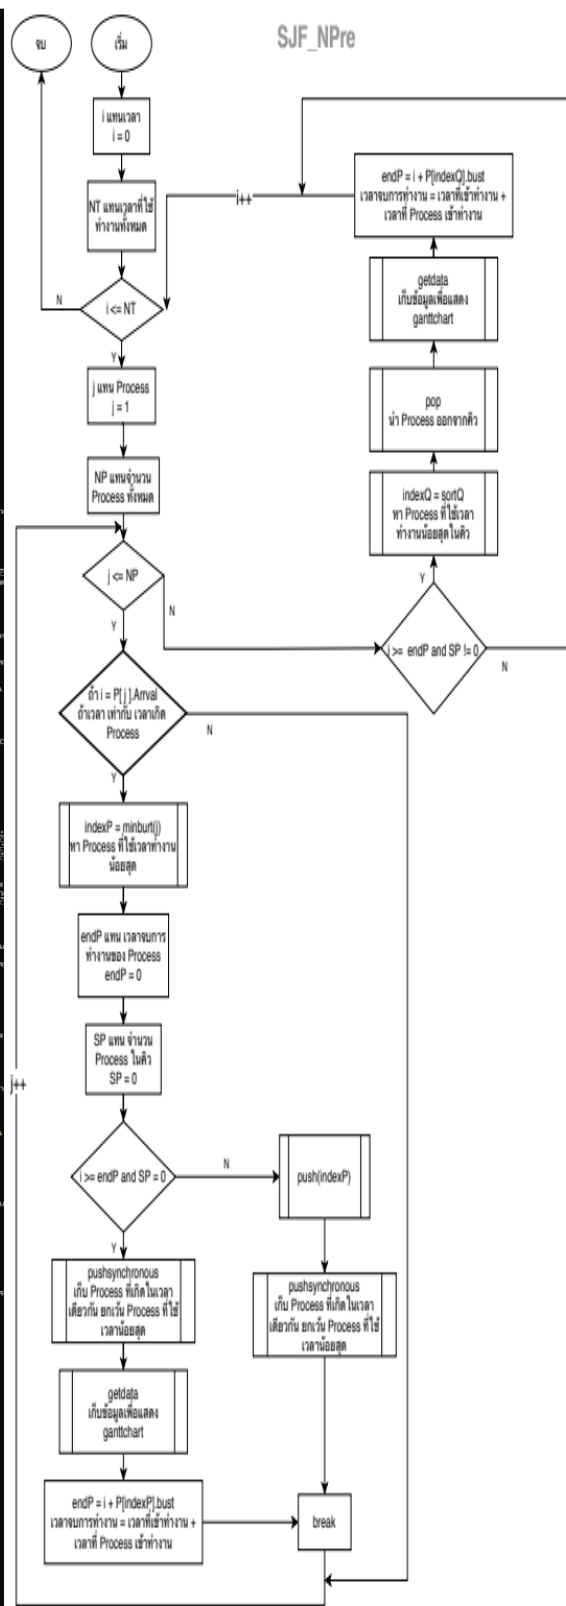 SJF_NPre
จบ
เริ่ม
i แทนเวลา
i = 0
NT แทนเวลาที่ใช้
ทำงานทั้งหมด
i <= NT
N
Y
j แทน Process
j = 1
NP แทนจำนวน
Process ทั้งหมด
j <= NP
N
Y
ถ้า i = P[ j ].Arrval
ถ้าเวลา เท่ากับ เวลาเกิด
Process
N
Y
indexP = minburt(j)
หา Process ที่ใช้เวลาทำงาน
น้อยสุด
endP แทน เวลาจบการ
ทำงานของ Process
endP = 0
SP แทน จำนวน
Process ในคิว
SP = 0
j++
i >= endP and SP = 0
N
Y
push(indexP)
pushsynchronous
เก็บ Process ที่เกิดในเวลา
เดียวกัน ยกเว้น Process ที่ใช้
เวลาน้อยสุด
pushsynchronous
เก็บ Process ที่เกิดในเวลา
เดียวกัน ยกเว้น Process ที่ใช้
เวลาน้อยสุด
getdata
เก็บข้อมูลเพื่อแสดง
ganttchart
endP = i + P[indexP].bust
เวลาจบการทำงาน = เวลาที่เข้าทำงาน +
เวลาที่ Process เข้าทำงาน
break
i++
endP = i + P[indexQ].bust
เวลาจบการทำงาน = เวลาที่เข้าทำงาน +
เวลาที่ Process เข้าทำงาน
getdata
เก็บข้อมูลเพื่อแสดง
ganttchart
pop
นำ Process ออกจากคิว
indexQ = sortQ
หา Process ที่ใช้เวลา
ทำงานน้อยสุดในคิว
Y
i >= endP and SP != 0
N